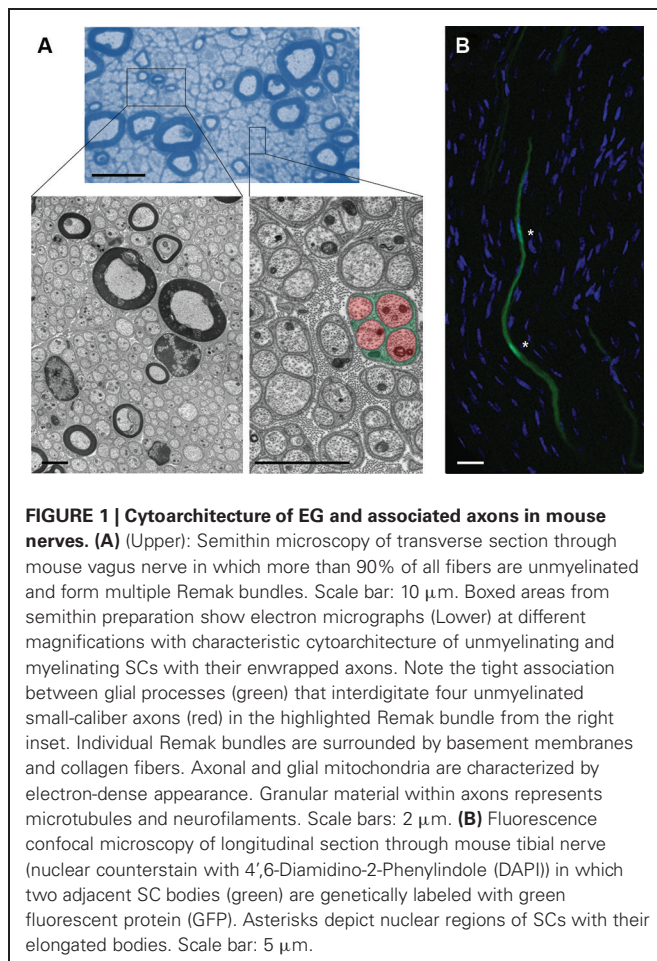 A
B
*
*
FIGURE 1 | Cytoarchitecture of EG and associated axons in mouse
nerves. (A) (Upper): Semithin microscopy of transverse section through
mouse vagus nerve in which more than 90% of all fibers are unmyelinated
and form multiple Remak bundles. Scale bar: 10 μm. Boxed areas from
semithin preparation show electron micrographs (Lower) at different
magnifications with characteristic cytoarchitecture of unmyelinating and
myelinating SCs with their enwrapped axons. Note the tight association
between glial processes (green) that interdigitate four unmyelinated
small-caliber axons (red) in the highlighted Remak bundle from the right
inset. Individual Remak bundles are surrounded by basement membranes
and collagen fibers. Axonal and glial mitochondria are characterized by
electron-dense appearance. Granular material within axons represents
microtubules and neurofilaments. Scale bars: 2 μm. (B) Fluorescence
confocal microscopy of longitudinal section through mouse tibial nerve
(nuclear counterstain with 4′,6-Diamidino-2-Phenylindole (DAPI)) in which
two adjacent SC bodies (green) are genetically labeled with green
fluorescent protein (GFP). Asterisks depict nuclear regions of SCs with their
elongated bodies. Scale bar: 5 μm.